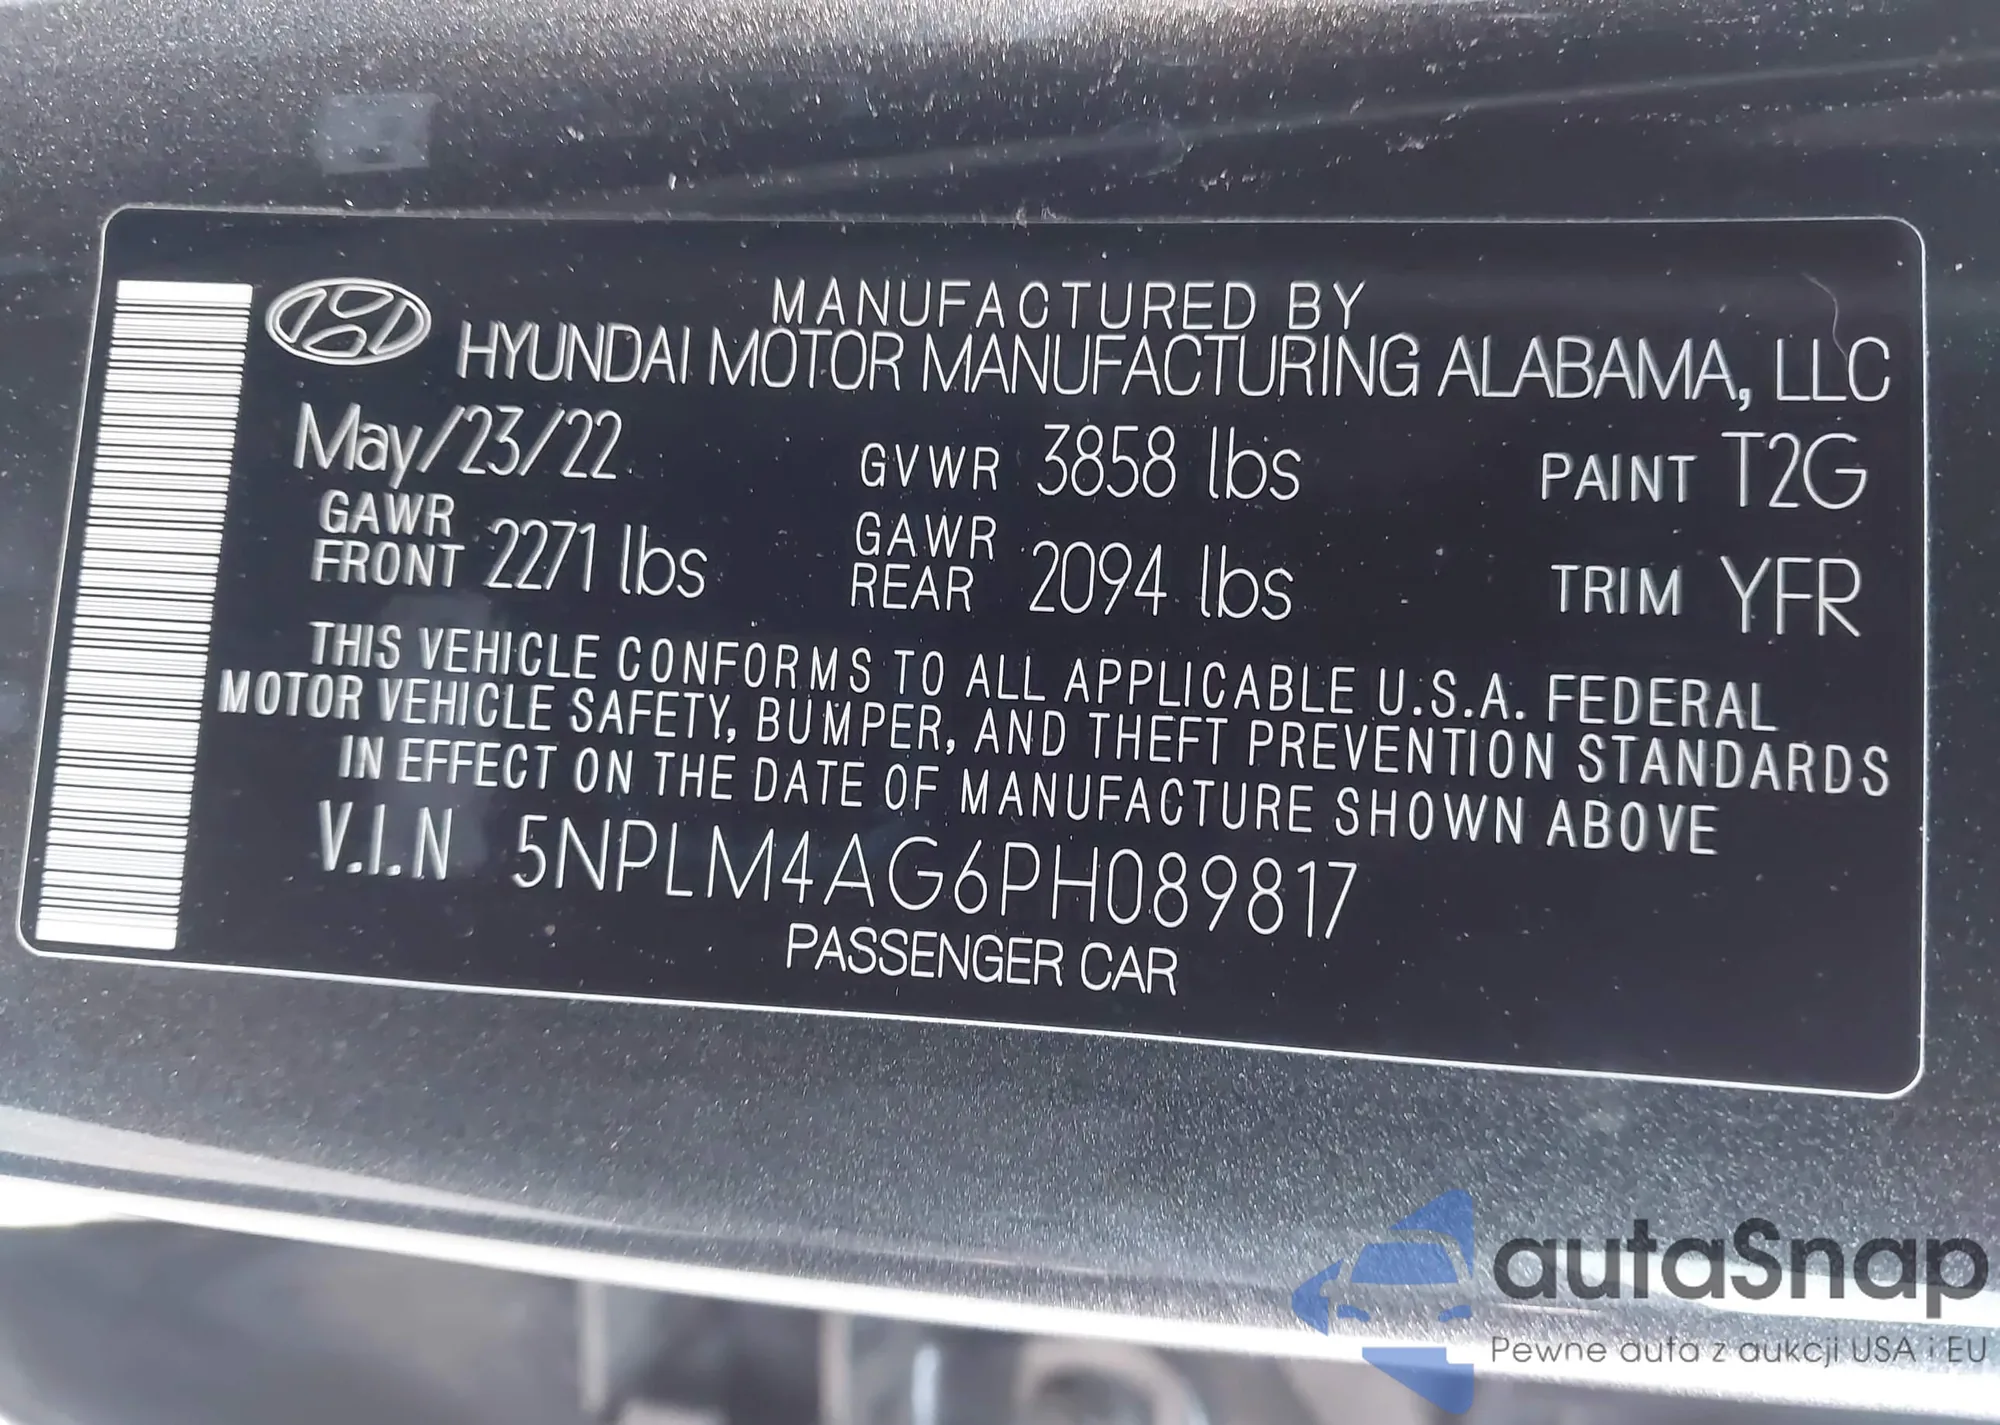 MANUFACTURED BY
HYUNDAI MOTOR MANUFACTURING ALABAMA, LLC
May/23/22 GVWR 3858 lbs PAINT T2G
GAWR FRONT 2271 lbs GAWR REAR 2094 lbs TRIM YFR
THIS VEHICLE CONFORMS TO ALL APPLICABLE U.S.A. FEDERAL
MOTOR VEHICLE SAFETY, BUMPER, AND THEFT PREVENTION STANDARDS
IN EFFECT ON THE DATE OF MANUFACTURE SHOWN ABOVE
V.I.N 5NPLM4AG6PH089817
PASSENGER CAR
autaSnap
Pewne auta z aukcji USA i EU